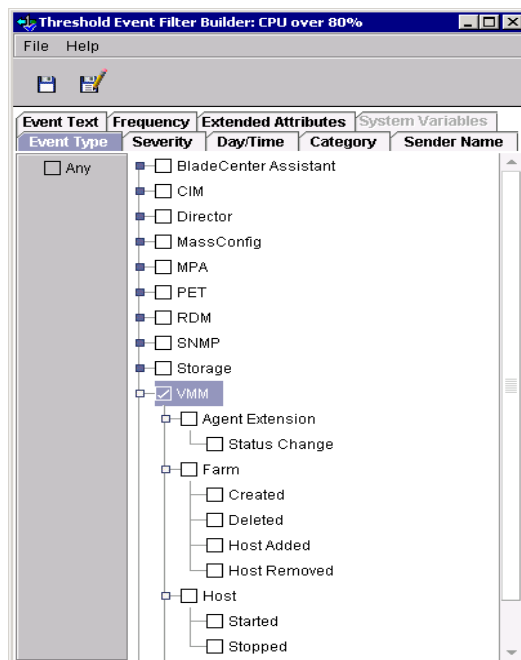 Threshold Event Filter Builder: CPU over 80%
File Help
Event Text Frequency Extended Attributes System Variables
Event Type Severity Day/Time Category Sender Name
Any
BladeCenter Assistant
CIM
Director
MassConfig
MPA
PET
RDM
SNMP
Storage
VMM
Agent Extension
Status Change
Farm
Created
Deleted
Host Added
Host Removed
Host
Started
Stopped